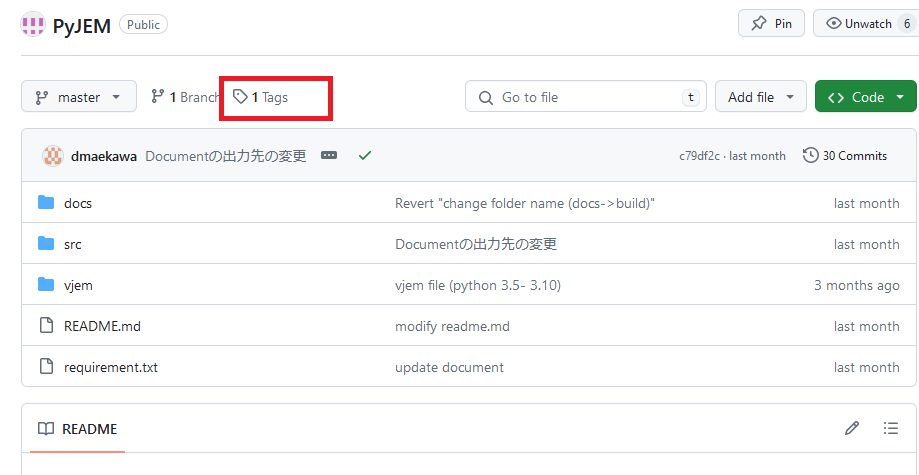 PyJEM Public Pin Unwatch 6
master 1 Branch 1 Tags Go to file t Add file Code
dmaekawa Documentの出力先の変更 c79df2c · last month 30 Commits
docs Revert "change folder name (docs->build)" last month
src Documentの出力先の変更 last month
vjem vjem file (python 3.5- 3.10) 3 months ago
README.md modify readme.md last month
requirement.txt update document last month
README